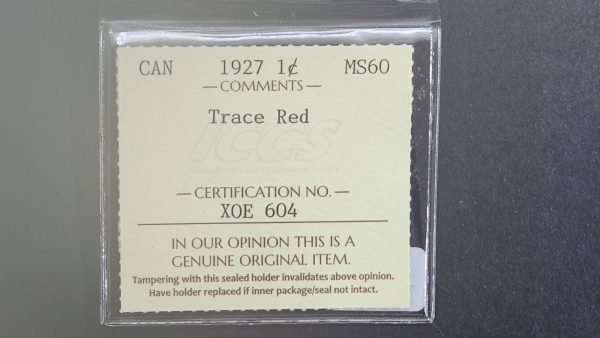 CAN 1927 1¢ MS60
—COMMENTS—
Trace Red
ICCS
—CERTIFICATION NO.—
XOE 604
IN OUR OPINION THIS IS A
GENUINE ORIGINAL ITEM.
Tampering with this sealed holder invalidates above opinion.
Have holder replaced if inner package/seal not intact.